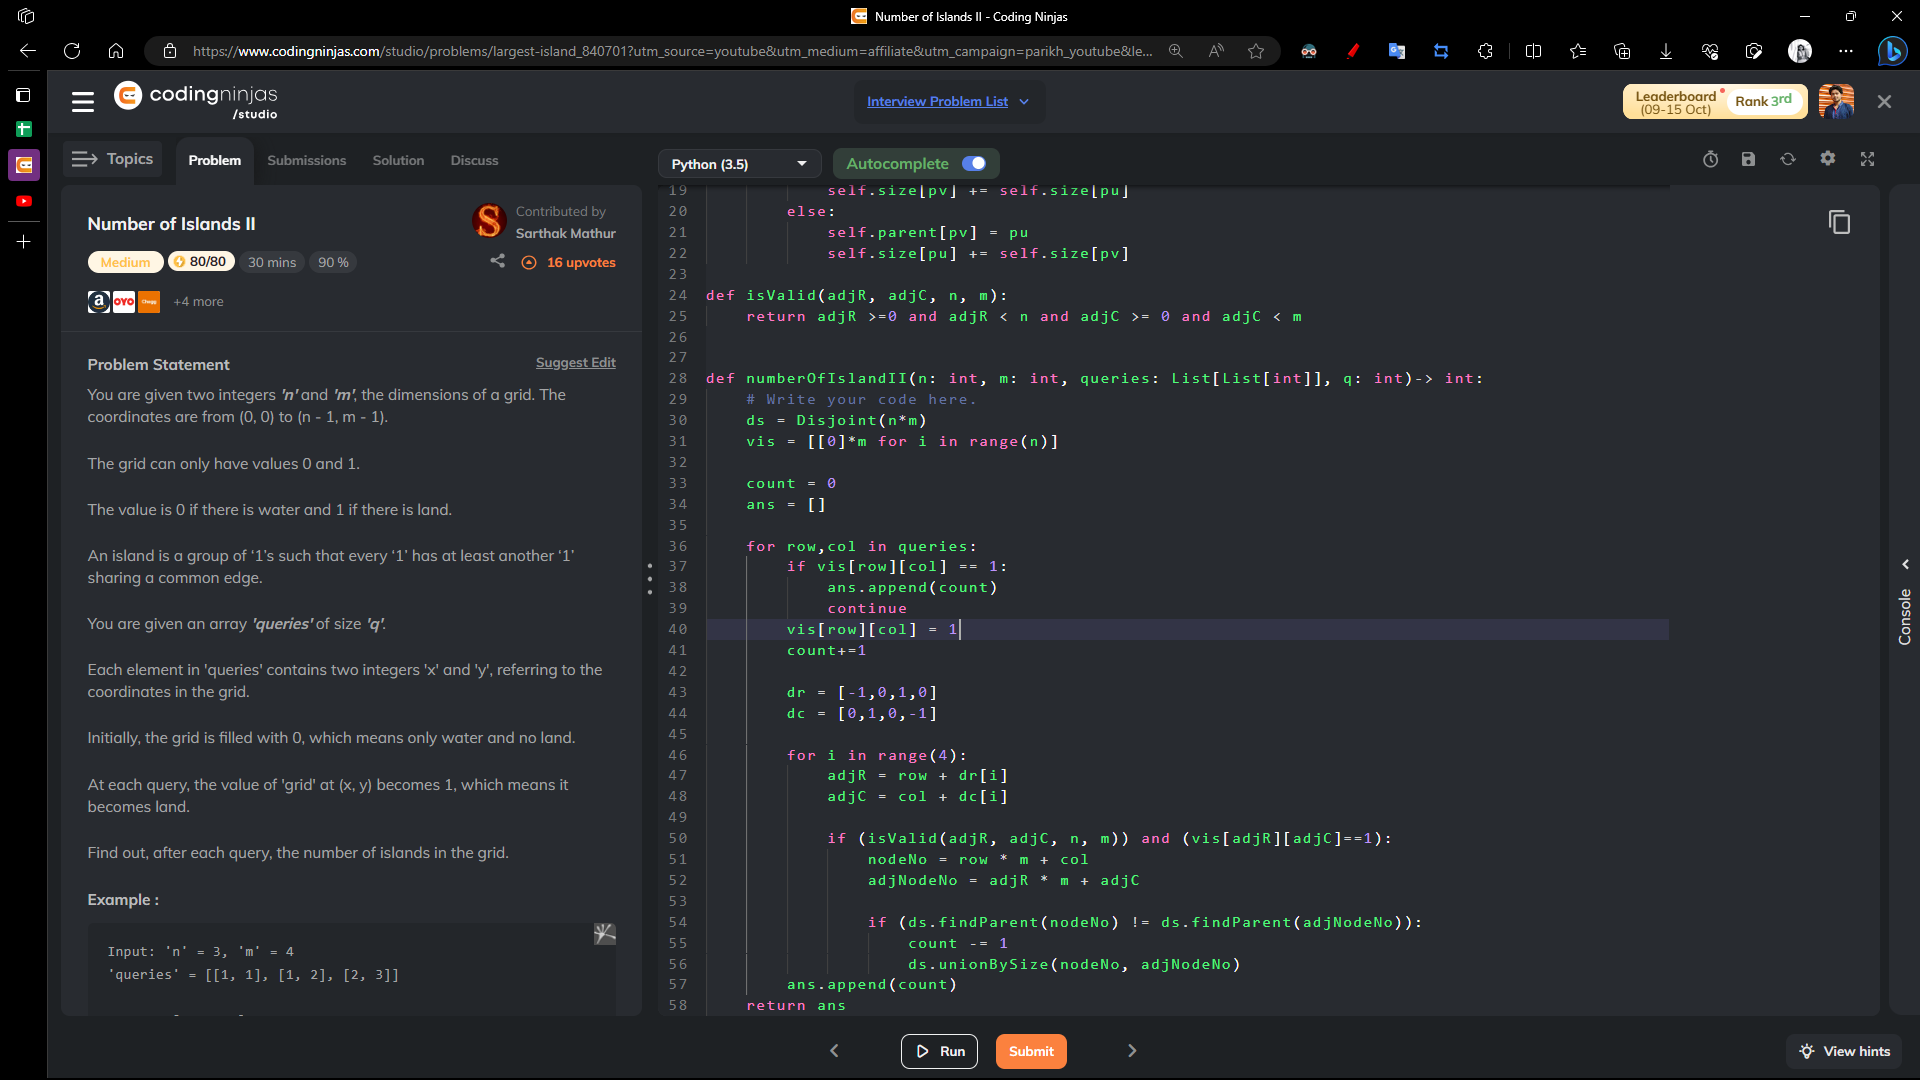 Number of Islands II - Coding Ninjas
https://www.codingninjas.com/studio/problems/largest-island_840701?utm_source=youtube&utm_medium=affiliate&utm_campaign=parikh_youtube&le...
codingninjas
/studio
Interview Problem List
Leaderboard
(09-15 Oct)
Rank 3rd
Topics
Problem
Submissions
Solution
Discuss
Python (3.5)
Autocomplete
Number of Islands II
Contributed by
Sarthak Mathur
Medium
80/80
30 mins
90 %
16 upvotes
a
OYO
+4 more
Problem Statement
Suggest Edit
You are given two integers 'n' and 'm', the dimensions of a grid. The
coordinates are from (0, 0) to (n - 1, m - 1).
The grid can only have values 0 and 1.
The value is 0 if there is water and 1 if there is land.
An island is a group of ‘1’s such that every ‘1’ has at least another ‘1’
sharing a common edge.
You are given an array 'queries' of size 'q'.
Each element in 'queries' contains two integers 'x' and 'y', referring to the
coordinates in the grid.
Initially, the grid is filled with 0, which means only water and no land.
At each query, the value of 'grid' at (x, y) becomes 1, which means it
becomes land.
Find out, after each query, the number of islands in the grid.
Example :
Input: 'n' = 3, 'm' = 4
'queries' = [[1, 1], [1, 2], [2, 3]]
19 self.size[pv] += self.size[pu]
20 else:
21 self.parent[pv] = pu
22 self.size[pu] += self.size[pv]
23
24 def isValid(adjR, adjC, n, m):
25 return adjR >=0 and adjR < n and adjC >= 0 and adjC < m
26
27
28 def numberOfIslandII(n: int, m: int, queries: List[List[int]], q: int)-> int:
29 # Write your code here.
30 ds = Disjoint(n*m)
31 vis = [[0]*m for i in range(n)]
32
33 count = 0
34 ans = []
35
36 for row,col in queries:
37 if vis[row][col] == 1:
38 ans.append(count)
39 continue
40 vis[row][col] = 1
41 count+=1
42
43 dr = [-1,0,1,0]
44 dc = [0,1,0,-1]
45
46 for i in range(4):
47 adjR = row + dr[i]
48 adjC = col + dc[i]
49
50 if (isValid(adjR, adjC, n, m)) and (vis[adjR][adjC]==1):
51 nodeNo = row * m + col
52 adjNodeNo = adjR * m + adjC
53
54 if (ds.findParent(nodeNo) != ds.findParent(adjNodeNo)):
55 count -= 1
56 ds.unionBySize(nodeNo, adjNodeNo)
57 ans.append(count)
58 return ans
Console
Run
Submit
View hints